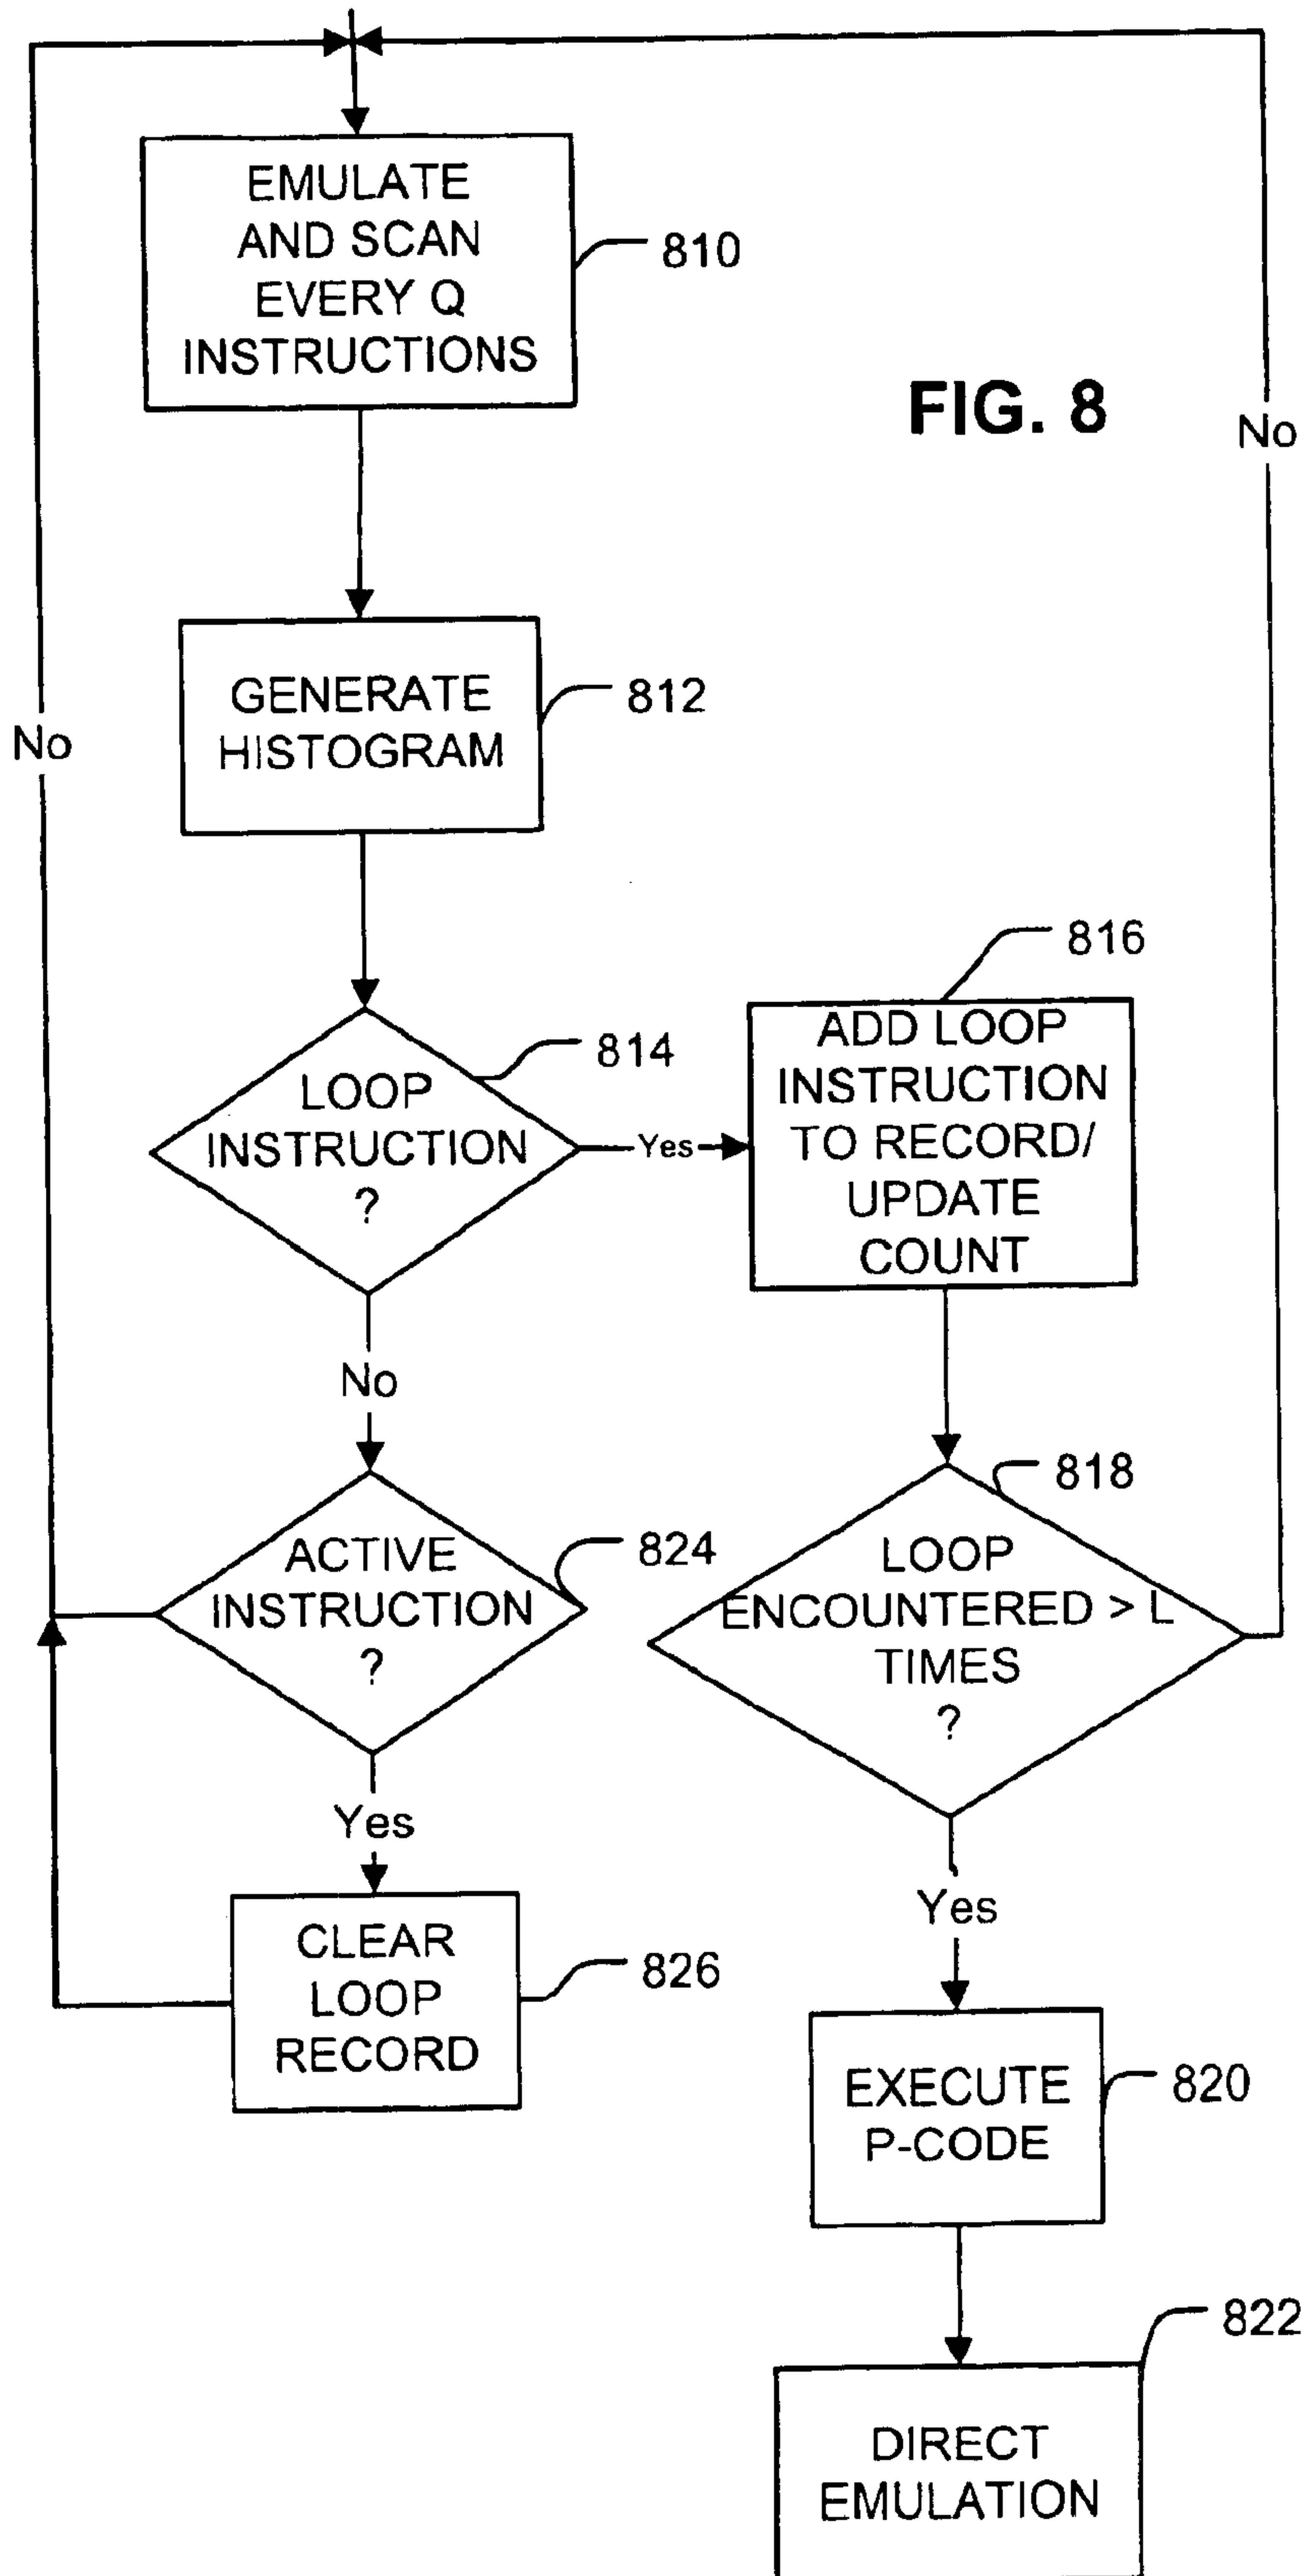 EMULATE
AND SCAN
EVERY Q
INSTRUCTIONS
810
FIG. 8
No
GENERATE
HISTOGRAM
812
No
816
ADD LOOP
INSTRUCTION
TO RECORD/
UPDATE
COUNT
814
LOOP
INSTRUCTION
?
Yes
No
818
LOOP
ENCOUNTERED > L
TIMES
?
824
ACTIVE
INSTRUCTION
?
Yes
Yes
CLEAR
LOOP
RECORD
826
EXECUTE
P-CODE
820
822
DIRECT
EMULATION